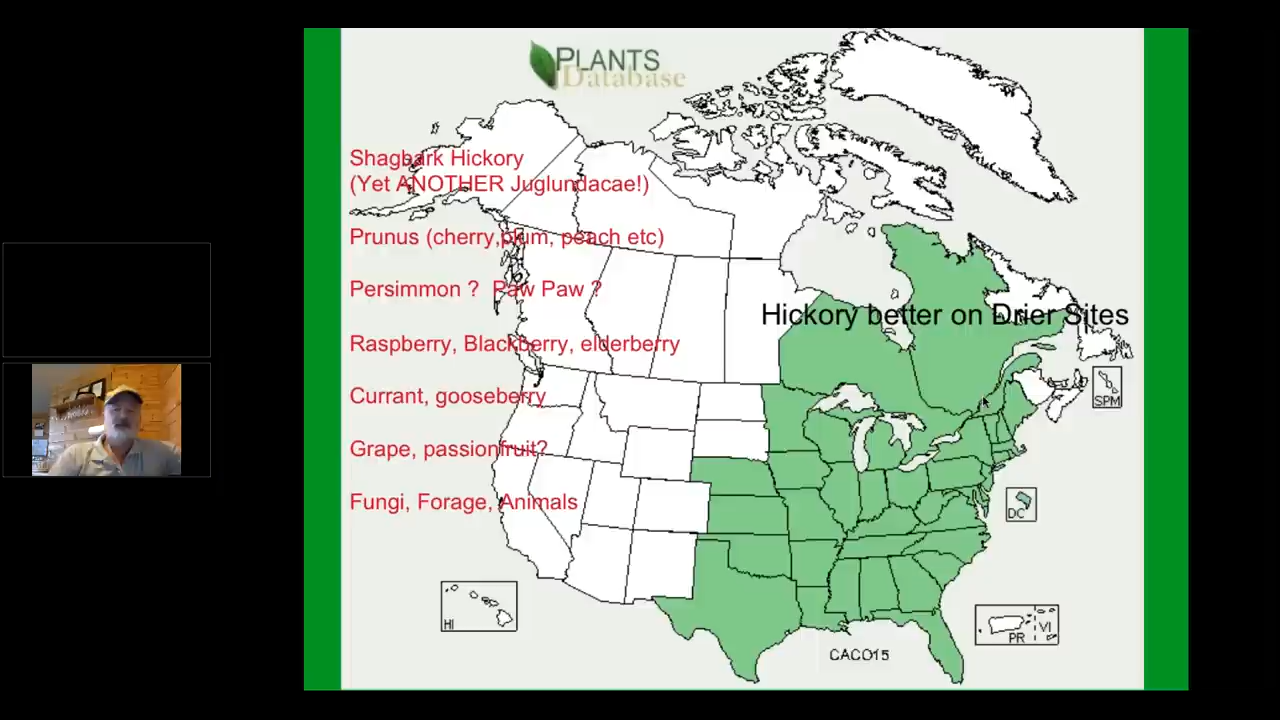 PLANTS
Database
Shagbark Hickory
(Yet ANOTHER Juglundacae!)
Prunus (cherry,plum, peach etc)
Persimmon ? Paw Paw ?
Hickory better on Drier Sites
Raspberry, Blackberry, elderberry
Currant, gooseberry
SPM
Grape, passionfruit?
Fungi, Forage, Animals
DC
HI
PR
VI
CACO15